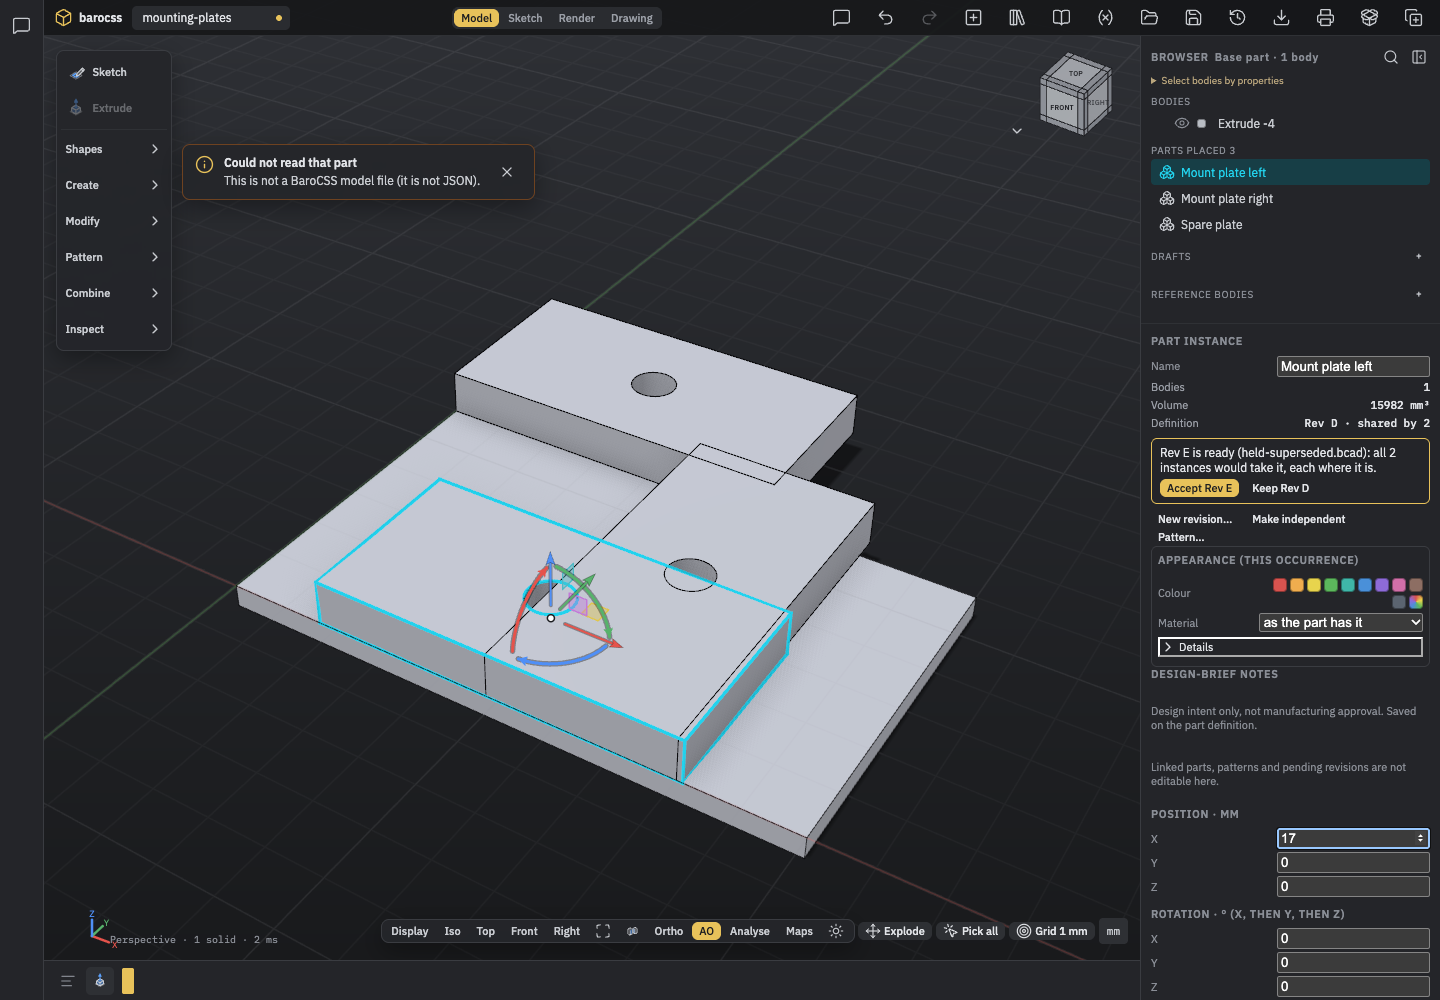 barocss
mounting-plates
Model
Sketch
Render
Drawing
Sketch
Extrude
Shapes
Create
Modify
Pattern
Combine
Inspect
Could not read that part
This is not a BaroCSS model file (it is not JSON).
TOP
FRONT
RIGHT
BROWSER Base part · 1 body
Select bodies by properties
BODIES
Extrude -4
PARTS PLACED 3
Mount plate left
Mount plate right
Spare plate
DRAFTS +
REFERENCE BODIES +
PART INSTANCE
Name Mount plate left
Bodies 1
Volume 15982 mm³
Definition Rev D · shared by 2
Rev E is ready (held-superseded.bcad): all 2
instances would take it, each where it is.
Accept Rev E Keep Rev D
New revision... Make independent
Pattern...
APPEARANCE (THIS OCCURRENCE)
Colour
Material as the part has it
Details
DESIGN-BRIEF NOTES
Design intent only, not manufacturing approval. Saved
on the part definition.
Linked parts, patterns and pending revisions are not
editable here.
POSITION · MM
X 17
Y 0
Z 0
ROTATION · ° (X, THEN Y, THEN Z)
X 0
Y 0
Z 0
Z
Y
X
Perspective · 1 solid · 2 ms
Display Iso Top Front Right Ortho AO Analyse Maps Explode Pick all Grid 1 mm mm